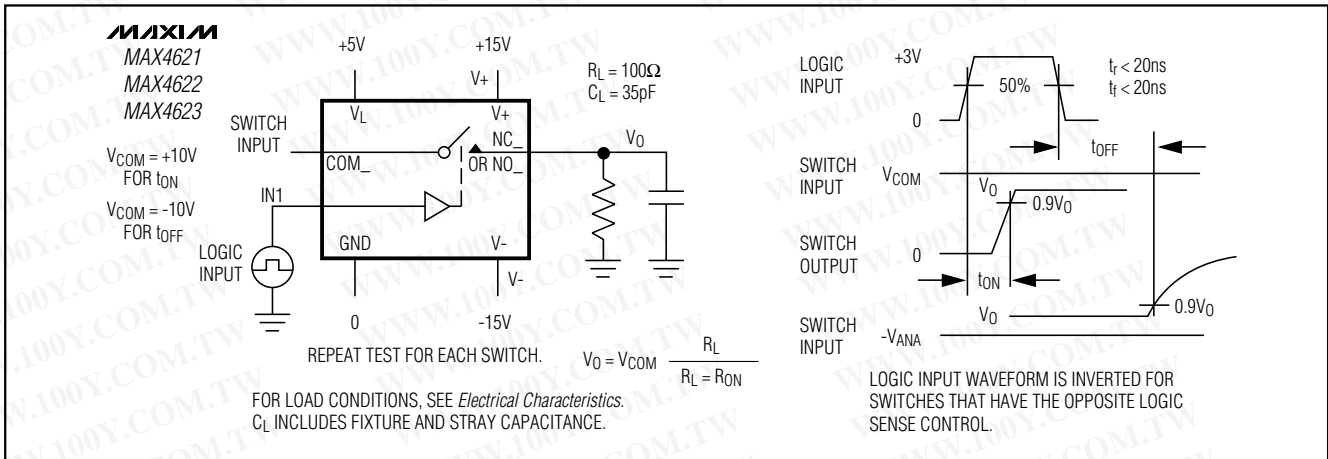 MAXIM
MAX4621
MAX4622
MAX4623
VCOM = +10V
FOR tON
VCOM = -10V
FOR tOFF
+5V
+15V
V+
RL = 100Ω
CL = 35pF
VL
V+
SWITCH
INPUT
COM_
NC_
OR NO_
VO
IN1
GND
V-
LOGIC
INPUT
V-
0
-15V
REPEAT TEST FOR EACH SWITCH.
VO = VCOM RL
RL = RON
FOR LOAD CONDITIONS, SEE Electrical Characteristics.
CL INCLUDES FIXTURE AND STRAY CAPACITANCE.
LOGIC
INPUT
+3V
50%
0
tr < 20ns
tf < 20ns
tOFF
SWITCH
INPUT
VCOM
VO
0.9VO
SWITCH
OUTPUT
0
tON
VO
0.9VO
SWITCH
INPUT
-VANA
LOGIC INPUT WAVEFORM IS INVERTED FOR
SWITCHES THAT HAVE THE OPPOSITE LOGIC
SENSE CONTROL.
WWW.100Y.COM.TW